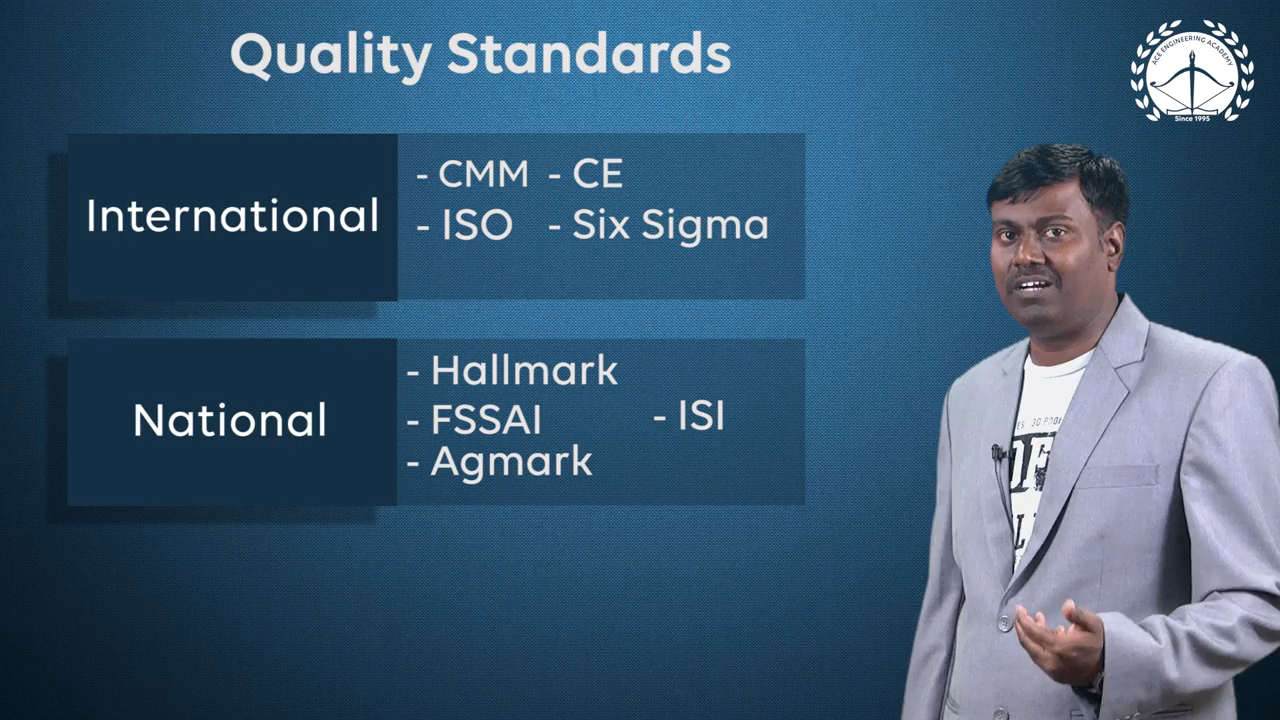 Quality Standards
International
- CMM - CE
- ISO - Six Sigma
National
- Hallmark
- FSSAI - ISI
- Agmark
ACE ENGINEERING ACADEMY
Since 1995